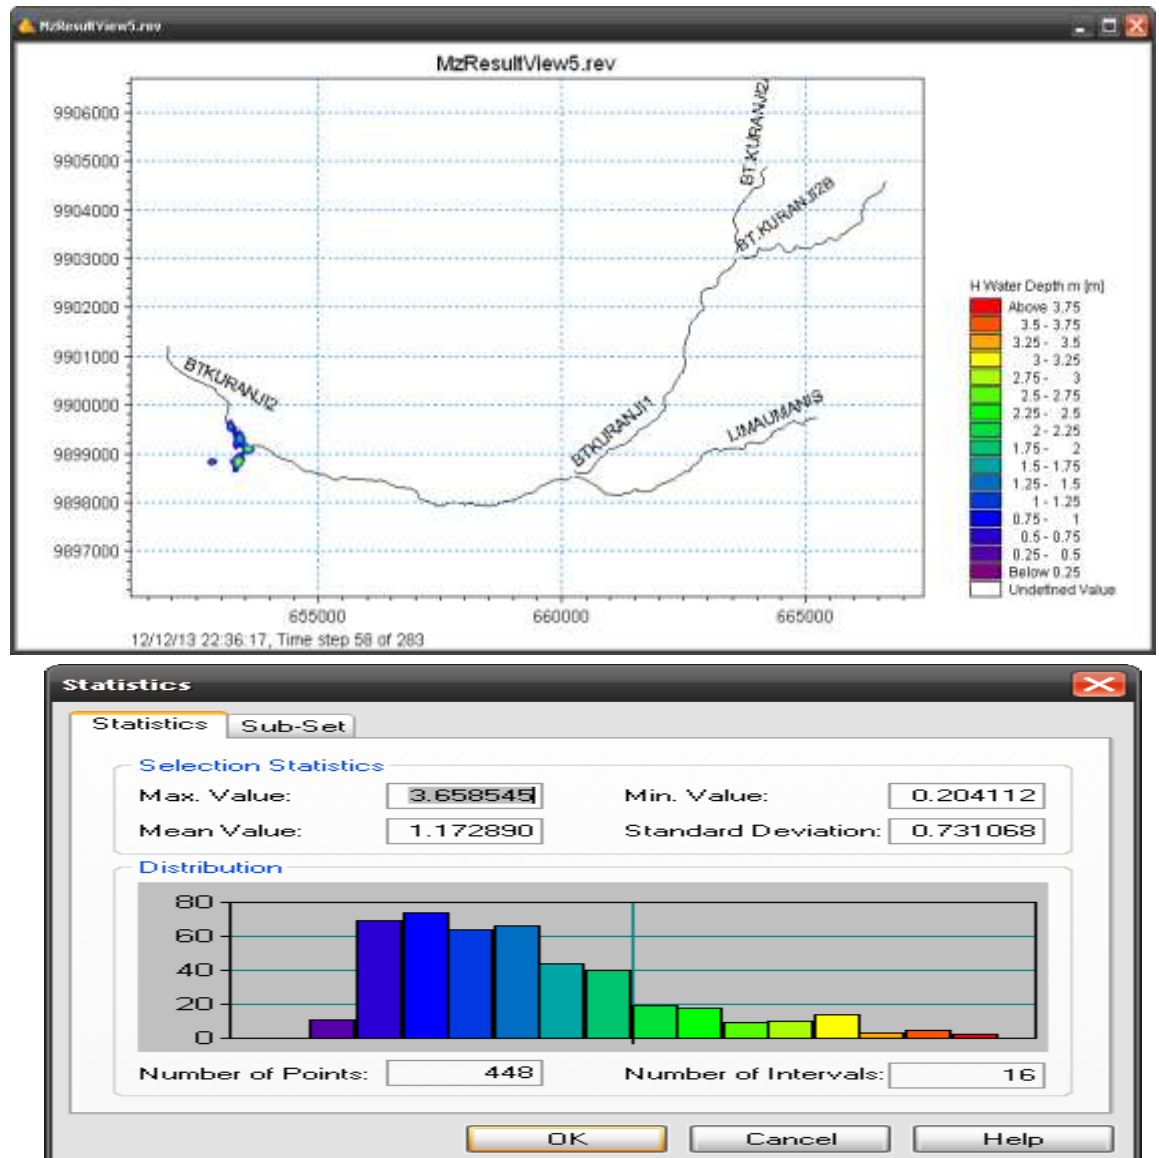 MzResultView5.rev
MzResultView5.rev
9906000
9905000
9904000
9903000
9902000
9901000
9900000
9899000
9898000
9897000
655000 660000 665000
BT.KURANJI2A
BT.KURANJI2B
BTKURANJI2
BTKURANJI1
LIMAUMANIS
H Water Depth m [m]
Above 3.75
3.5 - 3.75
3.25 - 3.5
3 - 3.25
2.75 - 3
2.5 - 2.75
2.25 - 2.5
2 - 2.25
1.75 - 2
1.5 - 1.75
1.25 - 1.5
1 - 1.25
0.75 - 1
0.5 - 0.75
0.25 - 0.5
Below 0.25
Undefined Value
12/12/13 22:36:17, Time step 58 of 283
Statistics
Statistics Sub-Set
Selection Statistics
Max. Value: 3.658545 Min. Value: 0.204112
Mean Value: 1.172890 Standard Deviation: 0.731068
Distribution
80
60
40
20
0
Number of Points: 448 Number of Intervals: 16
OK Cancel Help